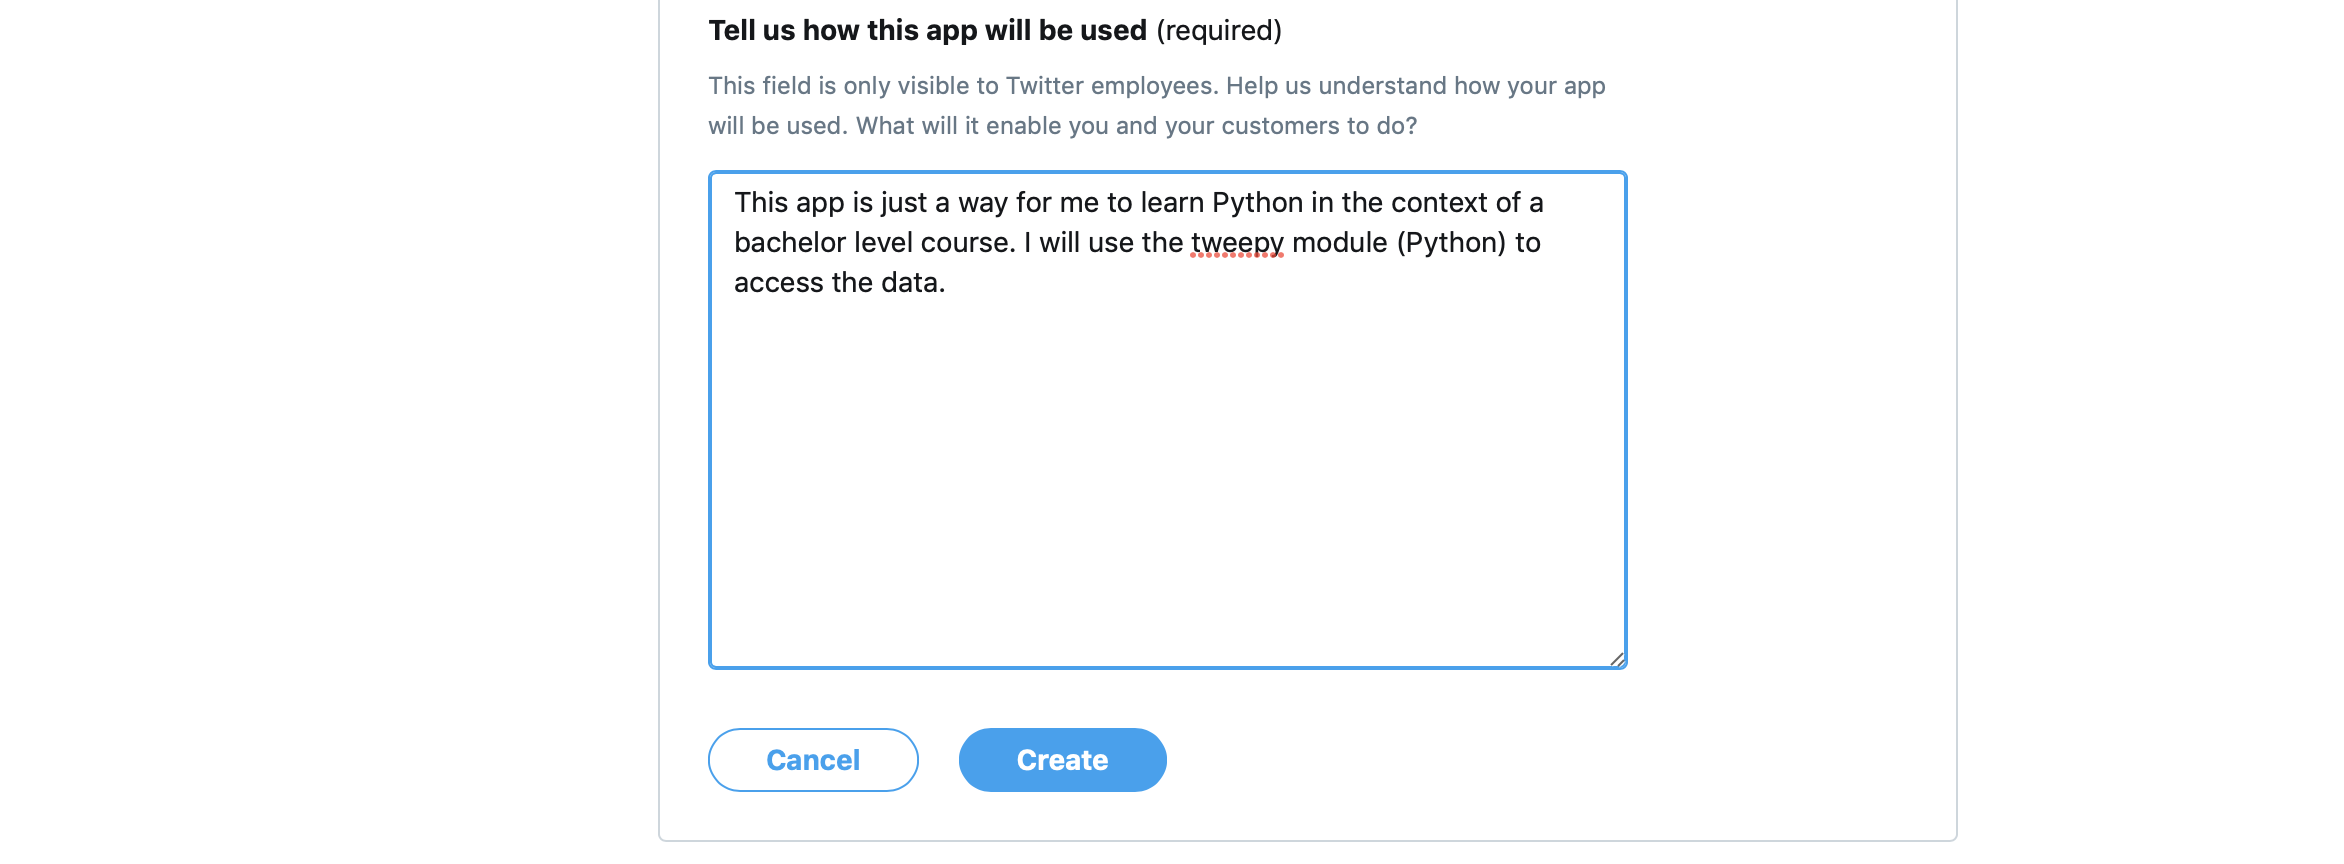 Tell us how this app will be used (required)
This field is only visible to Twitter employees. Help us understand how your app
will be used. What will it enable you and your customers to do?
This app is just a way for me to learn Python in the context of a
bachelor level course. I will use the tweepy module (Python) to
access the data.
Cancel
Create